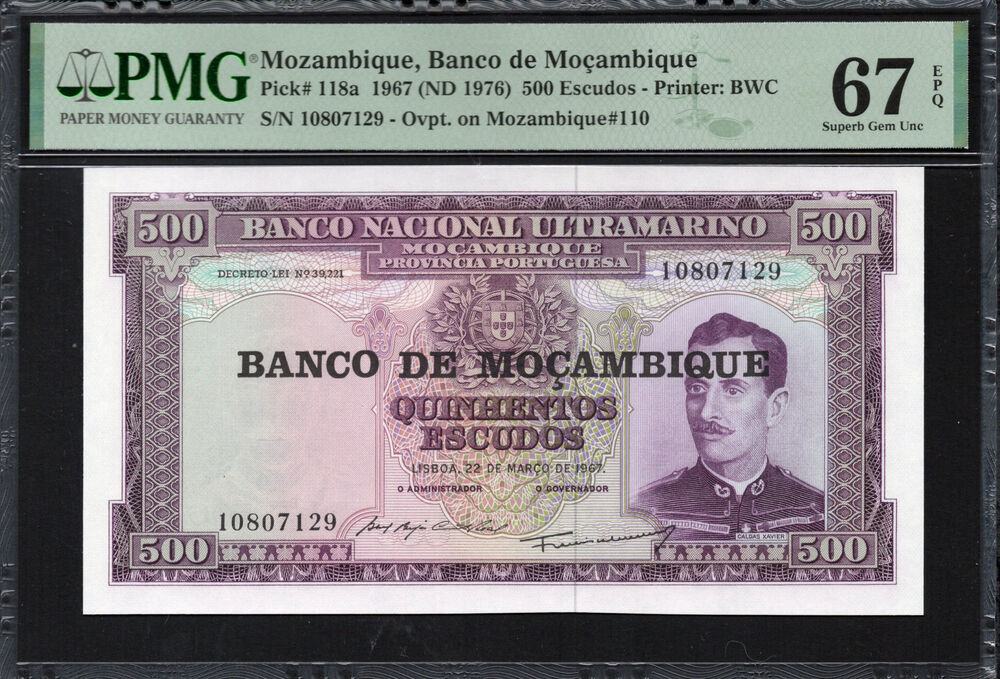 PMG®
PAPER MONEY GUARANTY
Mozambique, Banco de Moçambique
Pick# 118a 1967 (ND 1976) 500 Escudos - Printer: BWC
S/N 10807129 - Ovpt. on Mozambique#110
67 EPQ
Superb Gem Unc
500 BANCO NACIONAL ULTRAMARINO 500
MOÇAMBIQUE
PROVINCIA PORTUGUESA
DECRETO-LEI Nº 39,221
10807129
BANCO DE MOÇAMBIQUE
QUINHENTOS
ESCUDOS
LISBOA, 22 DE MARÇO DE 1967.
O ADMINISTRADOR O GOVERNADOR
10807129
CALDAS XAVIER
500 500